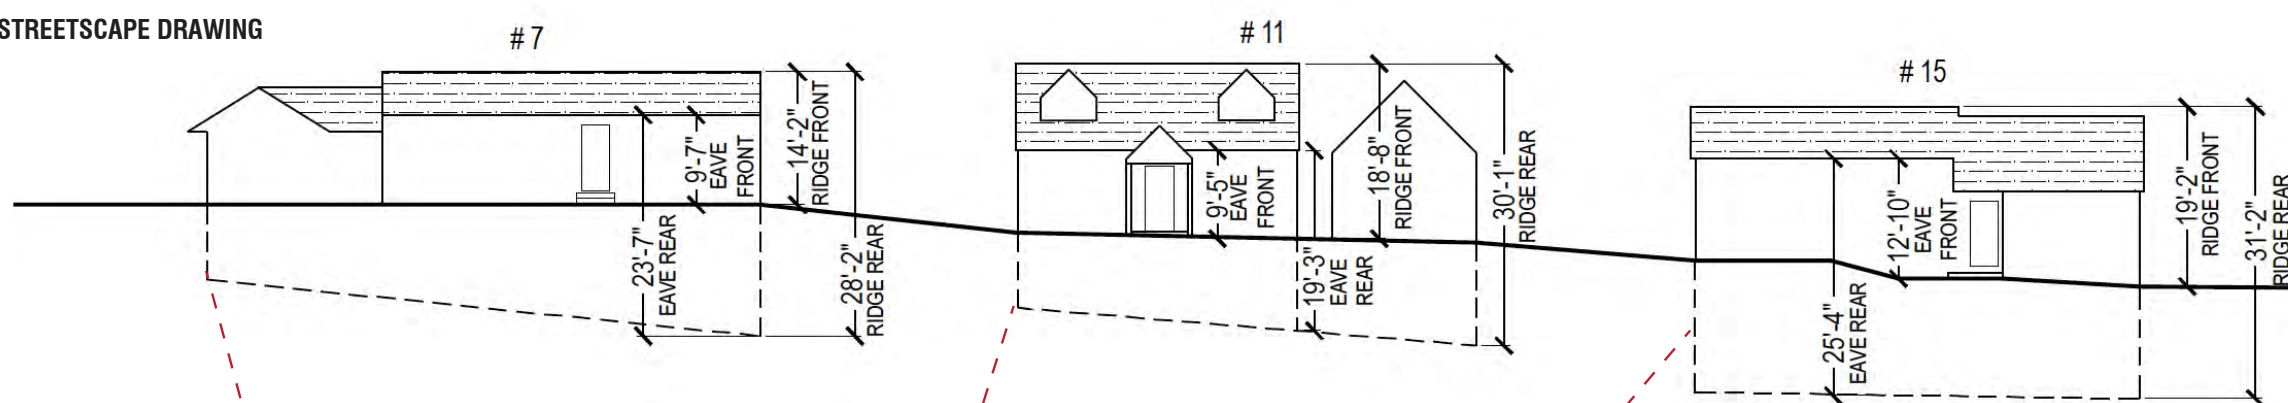 STREETSCAPE DRAWING
# 7
9'-7"
EAVE
FRONT
14'-2"
RIDGE FRONT
23'-7"
EAVE REAR
28'-2"
RIDGE REAR
# 11
9'-5"
EAVE
FRONT
18'-8"
RIDGE FRONT
19'-3"
EAVE
REAR
30'-1"
RIDGE REAR
# 15
12'-10"
EAVE
FRONT
19'-2"
RIDGE FRONT
25'-4"
EAVE REAR
31'-2"
RIDGE REAR